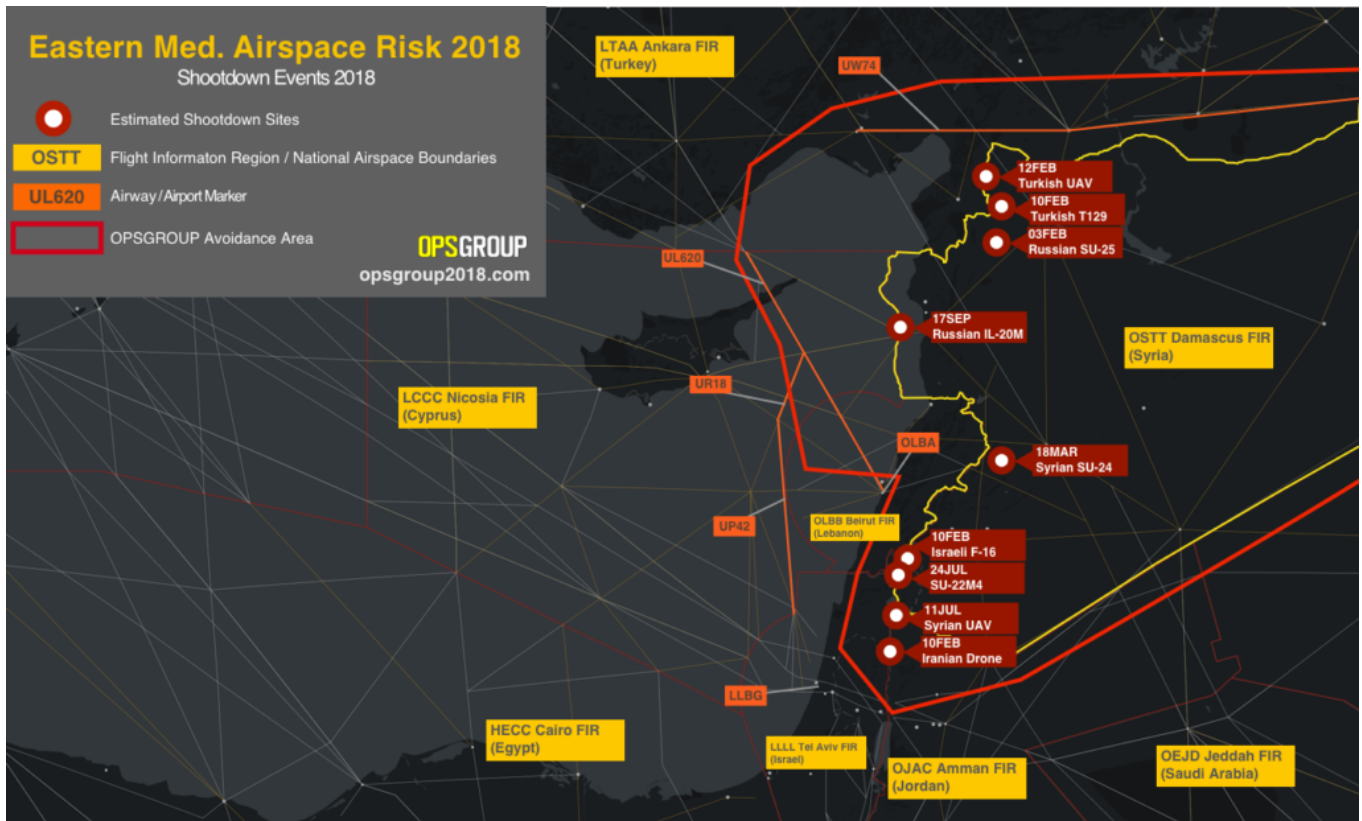 Eastern Med. Airspace Risk 2018
Shootdown Events 2018
Estimated Shootdown Sites
OSTT
Flight Informaton Region / National Airspace Boundaries
UL620
Airway/Airport Marker
OPSGROUP Avoidance Area
OPSGROUP
opsgroup2018.com
LTAA Ankara FIR
(Turkey)
UW74
12FEB
Turkish UAV
10FEB
Turkish T129
03FEB
Russian SU-25
UL620
17SEP
Russian IL-20M
OSTT Damascus FIR
(Syria)
UR18
LCCC Nicosia FIR
(Cyprus)
OLBA
18MAR
Syrian SU-24
UP42
OLBB Beirut FIR
(Lebanon)
10FEB
Israeli F-16
24JUL
SU-22M4
11JUL
Syrian UAV
10FEB
Iranian Drone
LLBG
HECC Cairo FIR
(Egypt)
LLLL Tel Aviv FIR
(Israel)
OJAC Amman FIR
(Jordan)
OEJD Jeddah FIR
(Saudi Arabia)